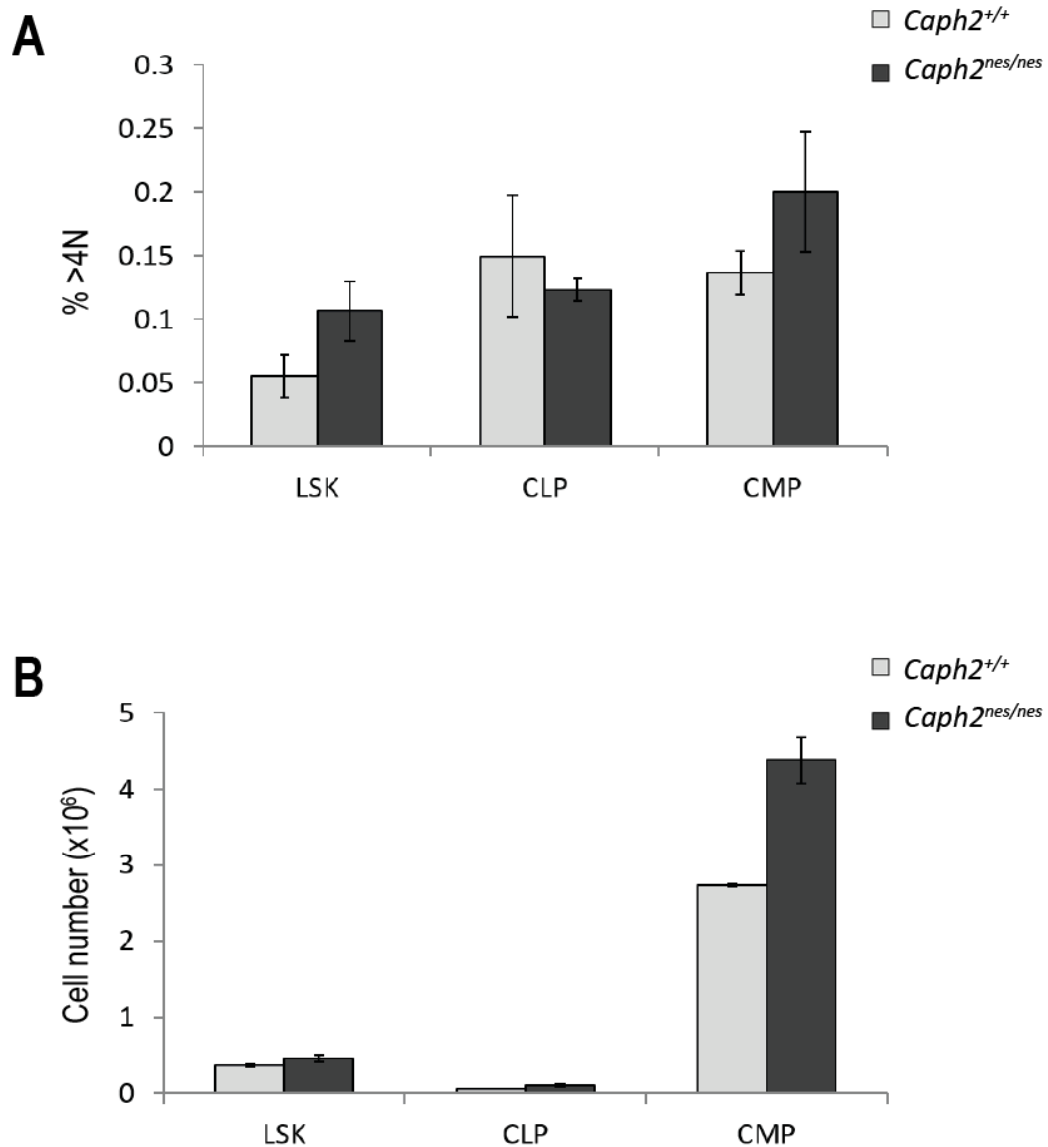 A
Caph2+/+
Caph2nes/nes
0.3
0.25
0.2
0.15
0.1
0.05
0
% >4N
LSK CLP CMP
B
Caph2+/+
Caph2nes/nes
5
4
3
2
1
0
Cell number (x10⁶)
LSK CLP CMP